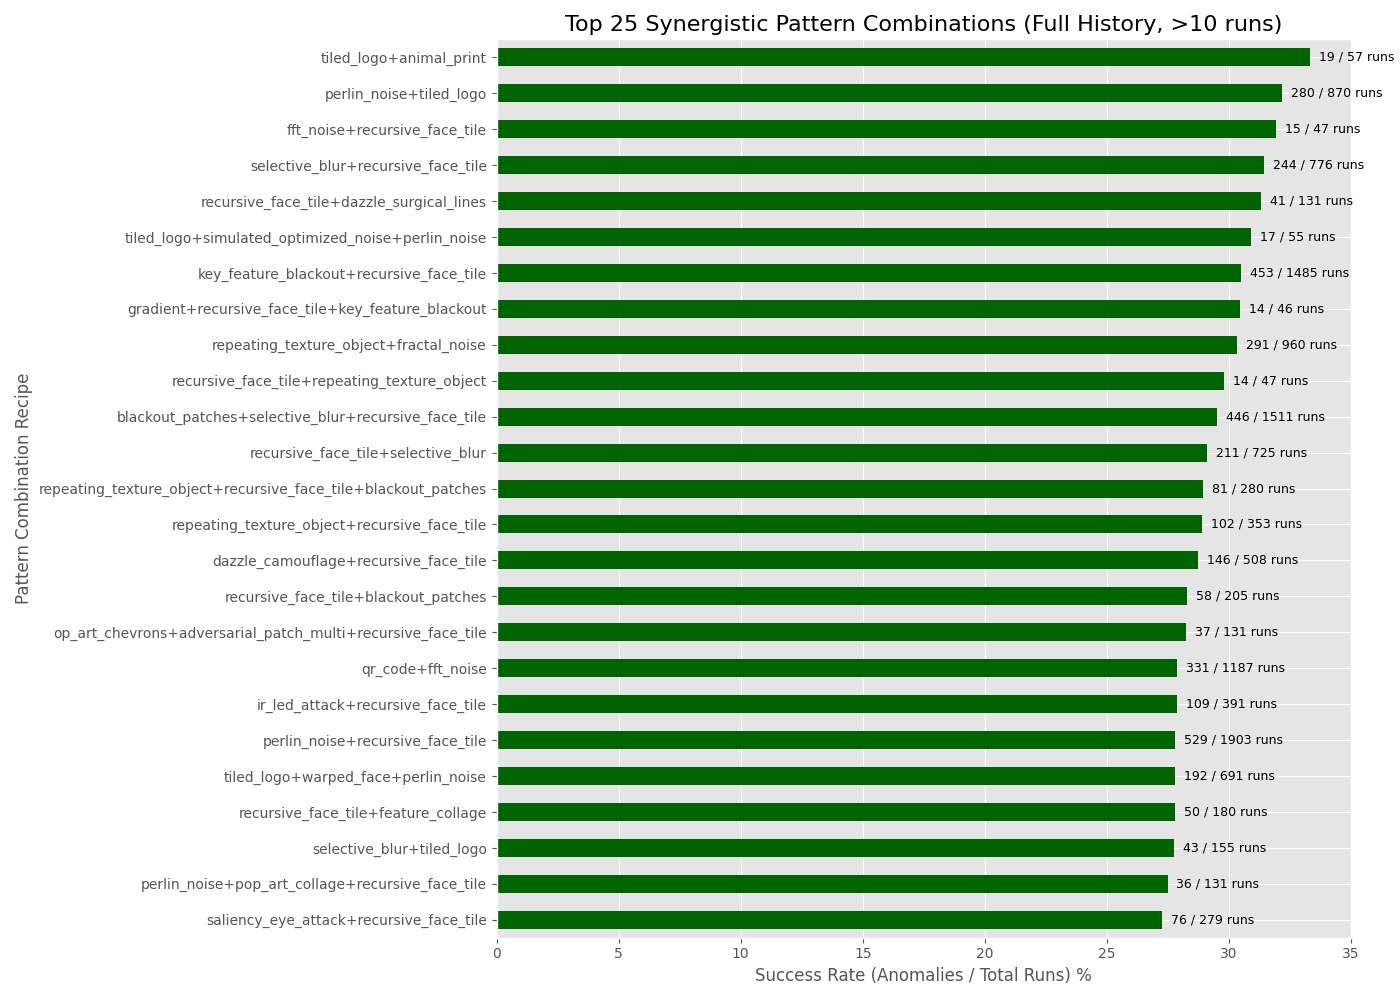 Top 25 Synergistic Pattern Combinations (Full History, >10 runs)
Pattern Combination Recipe
tiled_logo+animal_print 19 / 57 runs
perlin_noise+tiled_logo 280 / 870 runs
fft_noise+recursive_face_tile 15 / 47 runs
selective_blur+recursive_face_tile 244 / 776 runs
recursive_face_tile+dazzle_surgical_lines 41 / 131 runs
tiled_logo+simulated_optimized_noise+perlin_noise 17 / 55 runs
key_feature_blackout+recursive_face_tile 453 / 1485 runs
gradient+recursive_face_tile+key_feature_blackout 14 / 46 runs
repeating_texture_object+fractal_noise 291 / 960 runs
recursive_face_tile+repeating_texture_object 14 / 47 runs
blackout_patches+selective_blur+recursive_face_tile 446 / 1511 runs
recursive_face_tile+selective_blur 211 / 725 runs
repeating_texture_object+recursive_face_tile+blackout_patches 81 / 280 runs
repeating_texture_object+recursive_face_tile 102 / 353 runs
dazzle_camouflage+recursive_face_tile 146 / 508 runs
recursive_face_tile+blackout_patches 58 / 205 runs
op_art_chevrons+adversarial_patch_multi+recursive_face_tile 37 / 131 runs
qr_code+fft_noise 331 / 1187 runs
ir_led_attack+recursive_face_tile 109 / 391 runs
perlin_noise+recursive_face_tile 529 / 1903 runs
tiled_logo+warped_face+perlin_noise 192 / 691 runs
recursive_face_tile+feature_collage 50 / 180 runs
selective_blur+tiled_logo 43 / 155 runs
perlin_noise+pop_art_collage+recursive_face_tile 36 / 131 runs
saliency_eye_attack+recursive_face_tile 76 / 279 runs
0 5 10 15 20 25 30 35
Success Rate (Anomalies / Total Runs) %